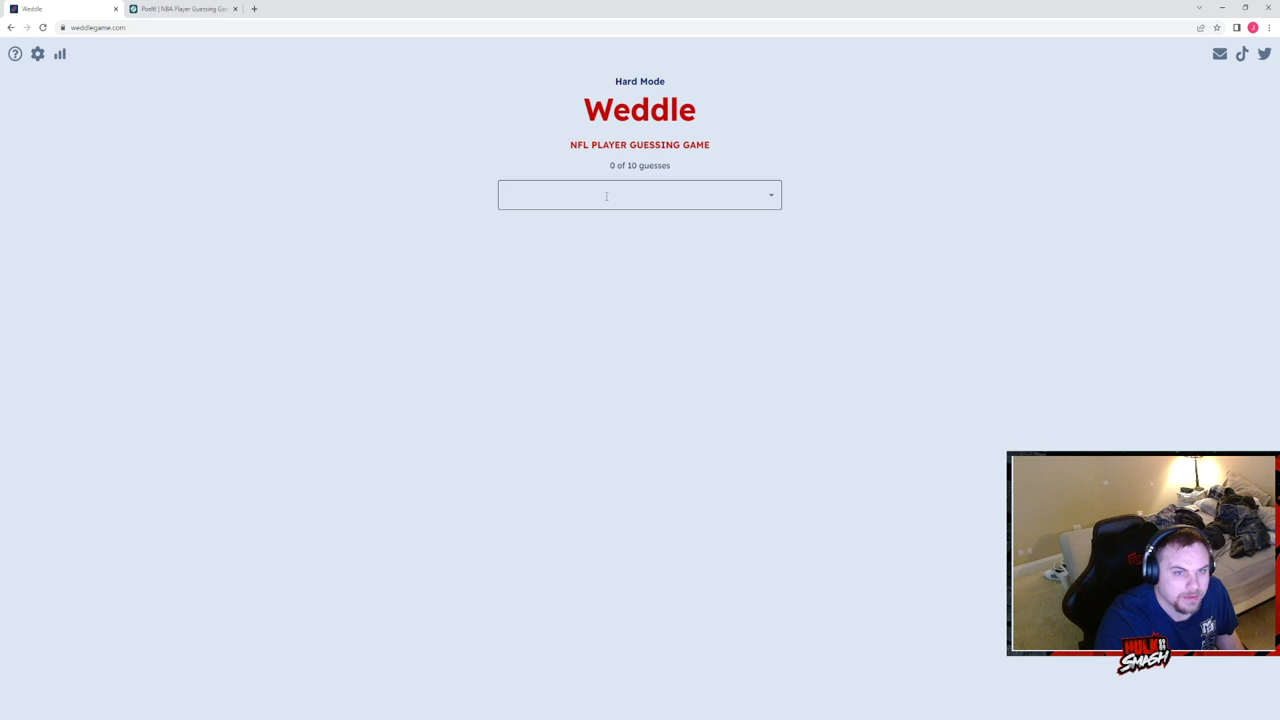 Weddle
Poeltl | NBA Player Guessing Ga
weddlegame.com
J
Hard Mode
Weddle
NFL PLAYER GUESSING GAME
0 of 10 guesses
HULK
SMASH